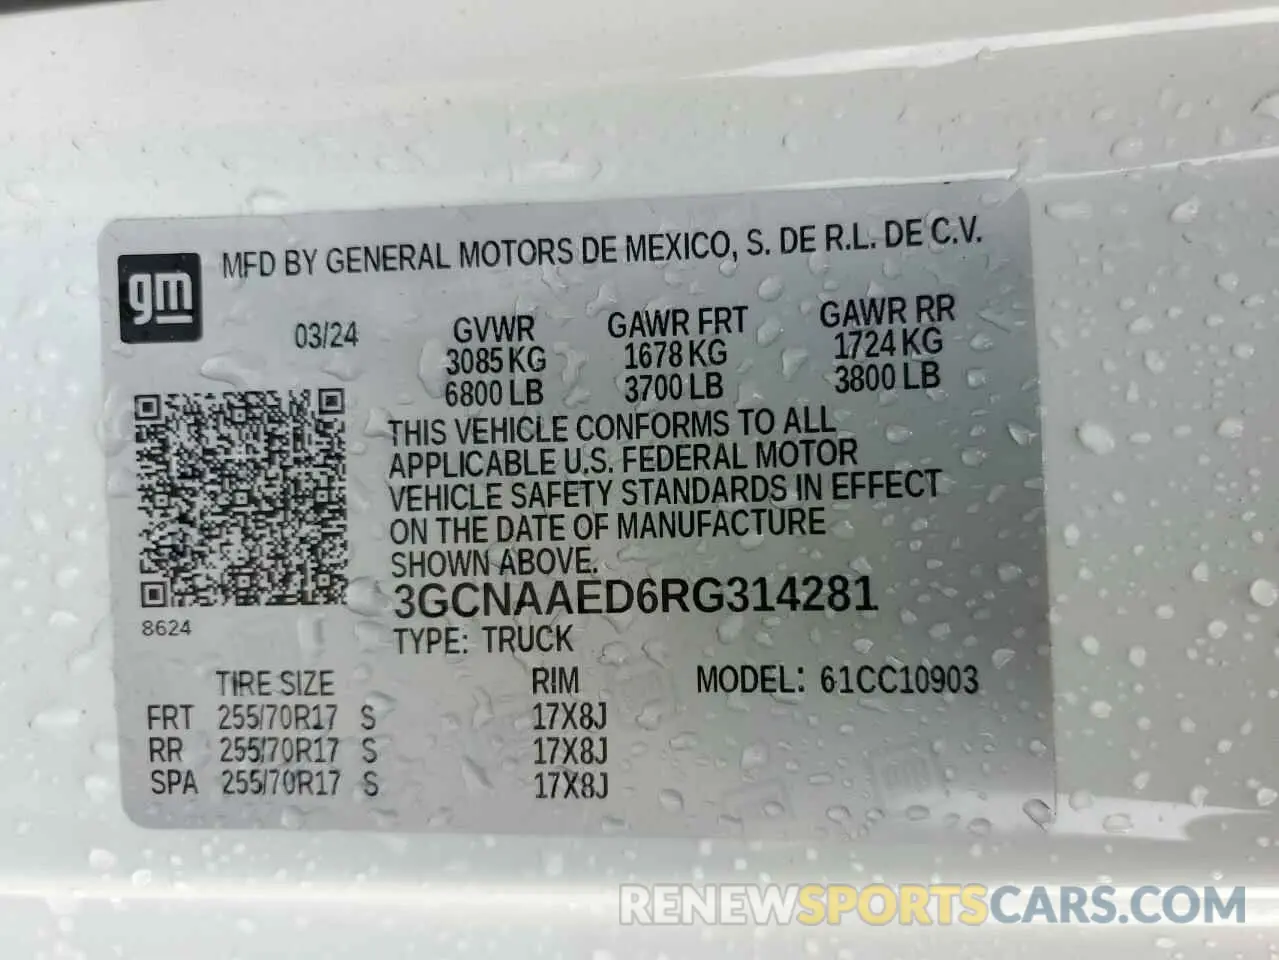 gm
MFD BY GENERAL MOTORS DE MEXICO, S. DE R.L. DE C.V.
03/24 GVWR GAWR FRT GAWR RR
3085 KG 1678 KG 1724 KG
6800 LB 3700 LB 3800 LB
THIS VEHICLE CONFORMS TO ALL
APPLICABLE U.S. FEDERAL MOTOR
VEHICLE SAFETY STANDARDS IN EFFECT
ON THE DATE OF MANUFACTURE
SHOWN ABOVE.
3GCNAAED6RG314281
8624
TYPE: TRUCK
TIRE SIZE RIM MODEL: 61CC10903
FRT 255/70R17 S 17X8J
RR 255/70R17 S 17X8J
SPA 255/70R17 S 17X8J
RENEWSPORTSCARS.COM